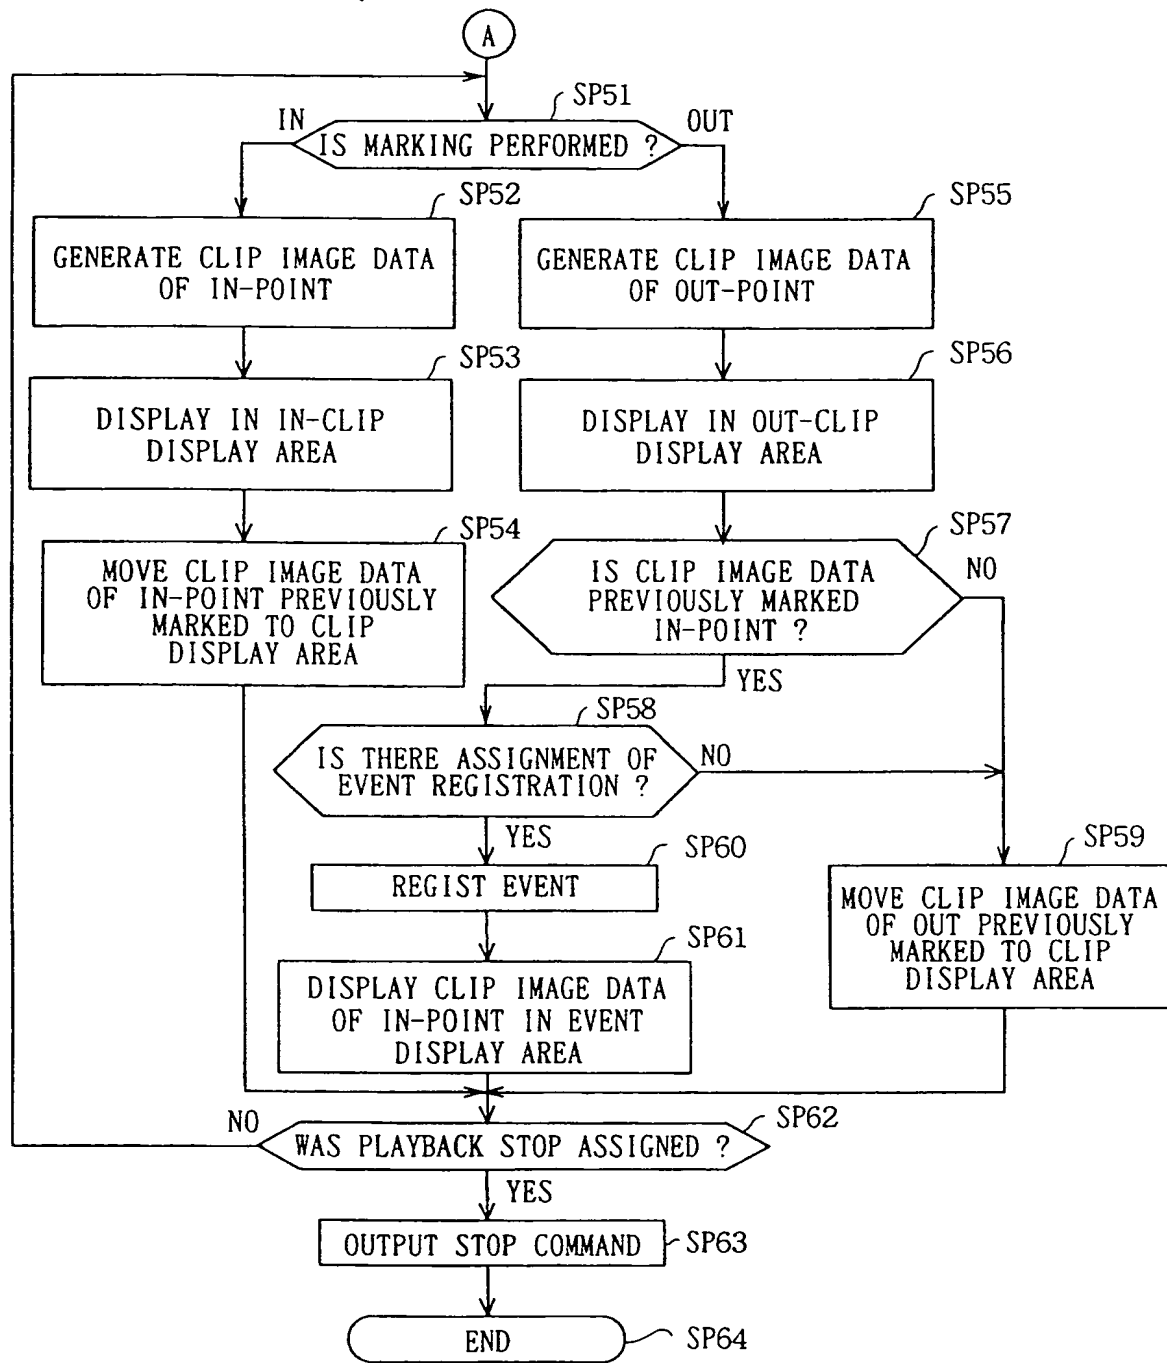 A
SP51
IN
OUT
IS MARKING PERFORMED ?
SP52
GENERATE CLIP IMAGE DATA
OF IN-POINT
SP55
GENERATE CLIP IMAGE DATA
OF OUT-POINT
SP53
DISPLAY IN IN-CLIP
DISPLAY AREA
SP56
DISPLAY IN OUT-CLIP
DISPLAY AREA
SP54
MOVE CLIP IMAGE DATA
OF IN-POINT PREVIOUSLY
MARKED TO CLIP
DISPLAY AREA
SP57
IS CLIP IMAGE DATA
PREVIOUSLY MARKED
IN-POINT ?
NO
YES
SP58
IS THERE ASSIGNMENT OF
EVENT REGISTRATION ?
NO
YES
SP60
REGIST EVENT
SP59
MOVE CLIP IMAGE DATA
OF OUT PREVIOUSLY
MARKED TO CLIP
DISPLAY AREA
SP61
DISPLAY CLIP IMAGE DATA
OF IN-POINT IN EVENT
DISPLAY AREA
NO
SP62
WAS PLAYBACK STOP ASSIGNED ?
YES
OUTPUT STOP COMMAND
SP63
END
SP64